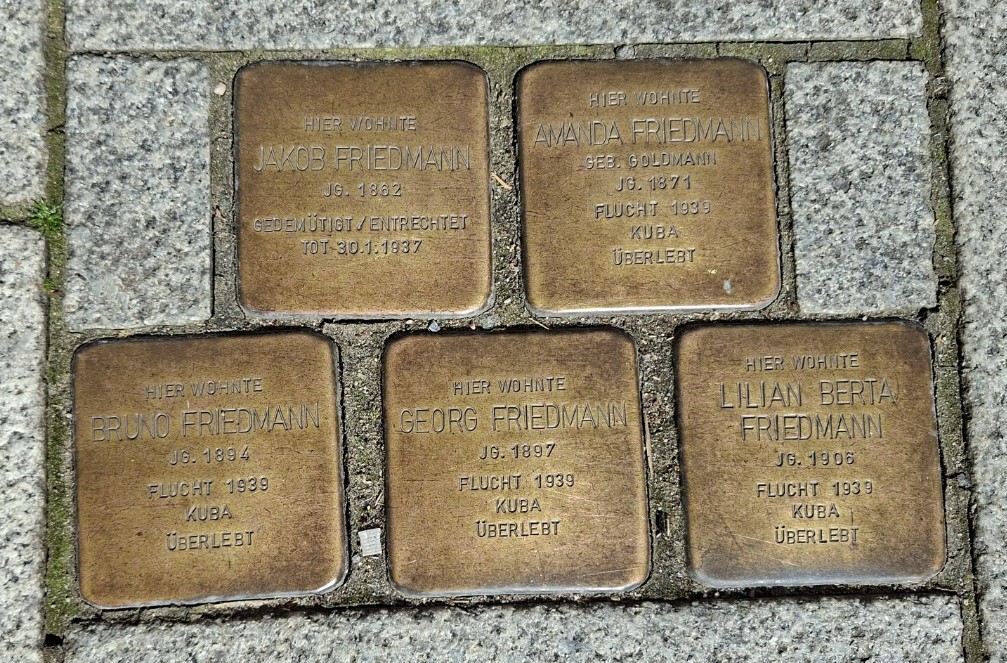 HIER WOHNTE
JAKOB FRIEDMANN
JG. 1862
GEDEMÜTIGT/ENTRECHTET
TOT 30.1.1937
HIER WOHNTE
AMANDA FRIEDMANN
GEB. GOLDMANN
JG. 1871
FLUCHT 1939
KUBA
ÜBERLEBT
HIER WOHNTE
BRUNO FRIEDMANN
JG. 1894
FLUCHT 1939
KUBA
ÜBERLEBT
HIER WOHNTE
GEORG FRIEDMANN
JG. 1897
FLUCHT 1939
KUBA
ÜBERLEBT
HIER WOHNTE
LILIAN BERTA
FRIEDMANN
JG. 1906
FLUCHT 1939
KUBA
ÜBERLEBT